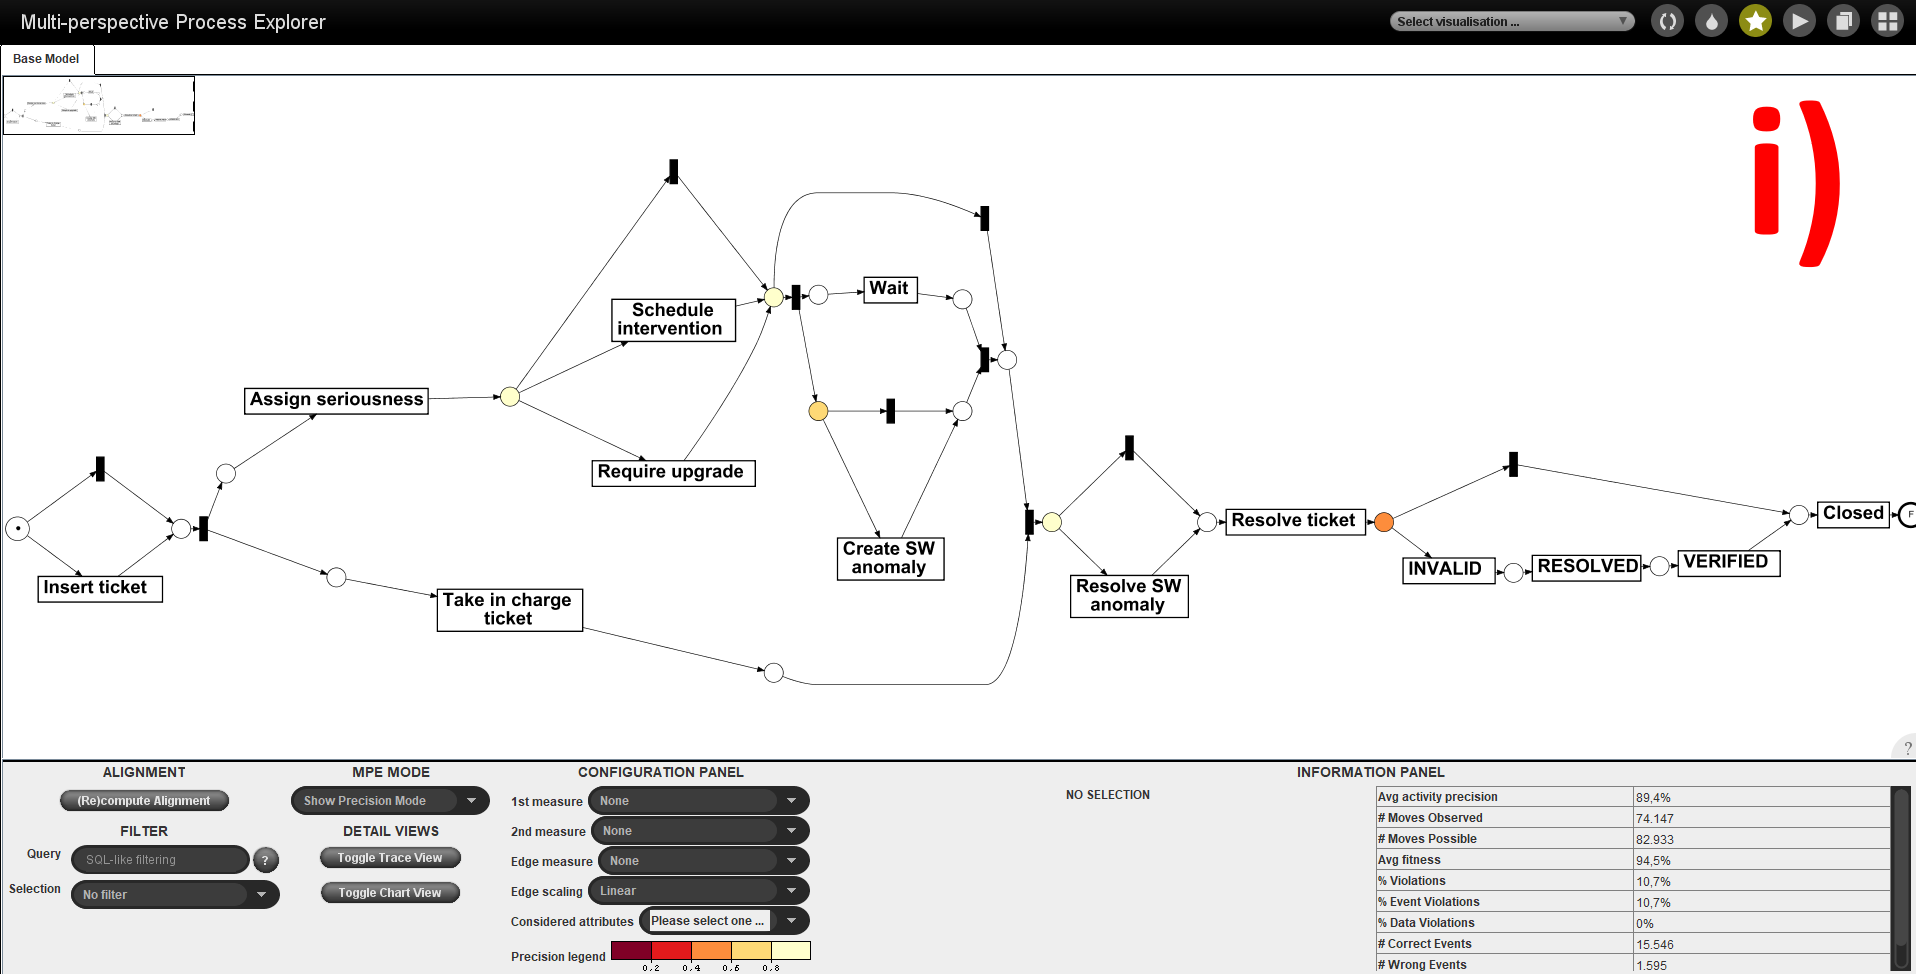 Multi-perspective Process Explorer
Select visualisation ...
Base Model
i)
Wait
Schedule
intervention
Assign seriousness
Require upgrade
Insert ticket
Take in charge
ticket
Create SW
anomaly
Resolve SW
anomaly
Resolve ticket
INVALID
RESOLVED
VERIFIED
Closed
F
?
ALIGNMENT
(Re)compute Alignment
FILTER
Query
SQL-like filtering
?
Selection
No filter
MPE MODE
Show Precision Mode
DETAIL VIEWS
Toggle Trace View
Toggle Chart View
CONFIGURATION PANEL
1st measure
None
2nd measure
None
Edge measure
None
Edge scaling
Linear
Considered attributes
Please select one ...
Precision legend
0,2 0,4 0,6 0,8
NO SELECTION
INFORMATION PANEL
Avg activity precision 89,4%
# Moves Observed 74.147
# Moves Possible 82.933
Avg fitness 94,5%
% Violations 10,7%
% Event Violations 10,7%
% Data Violations 0%
# Correct Events 15.546
# Wrong Events 1.595